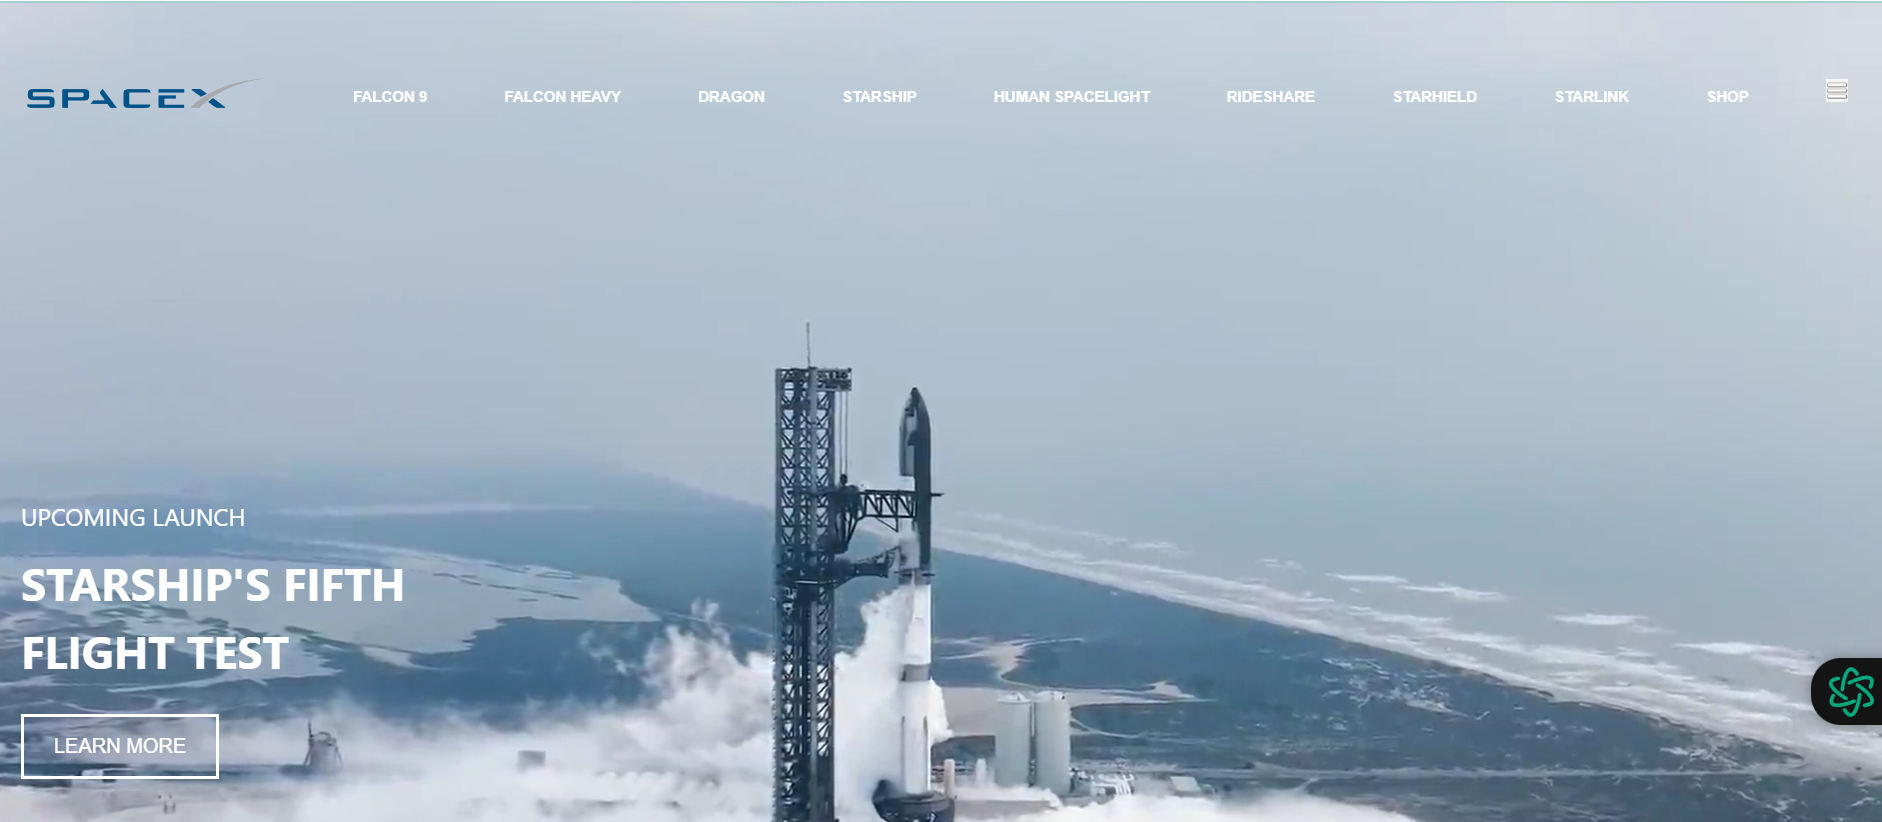 SPACEX
FALCON 9
FALCON HEAVY
DRAGON
STARSHIP
HUMAN SPACELIGHT
RIDESHARE
STARHIELD
STARLINK
SHOP
UPCOMING LAUNCH
STARSHIP'S FIFTH
FLIGHT TEST
LEARN MORE